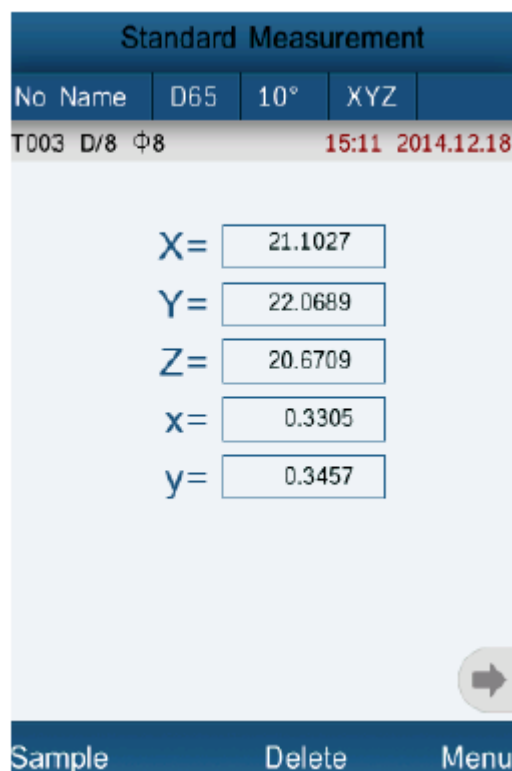 Standard Measurement
No Name D65 10° XYZ
T003 D/8 Φ8 15:11 2014.12.18
X= 21.1027
Y= 22.0689
Z= 20.6709
x= 0.3305
y= 0.3457
Sample Delete Menu